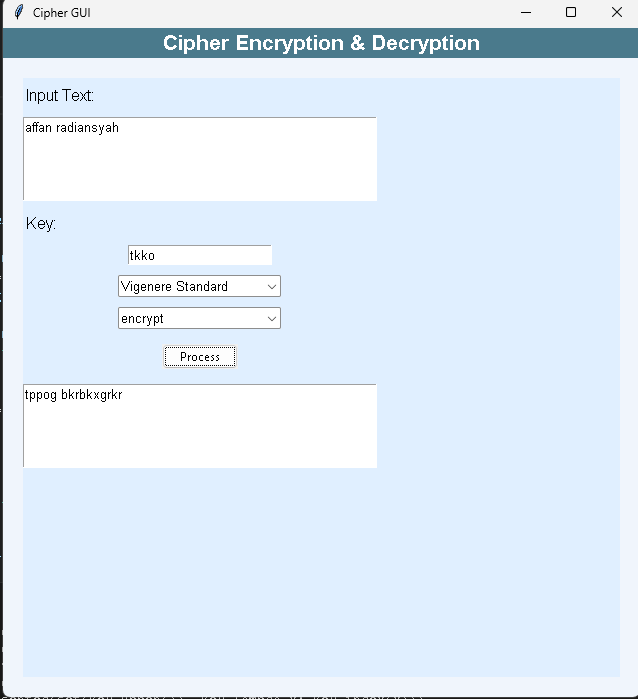 Cipher GUI
Cipher Encryption & Decryption
Input Text:
affan radiansyah
Key:
tkko
Vigenere Standard
encrypt
Process
tppog bkrbkxgrkr